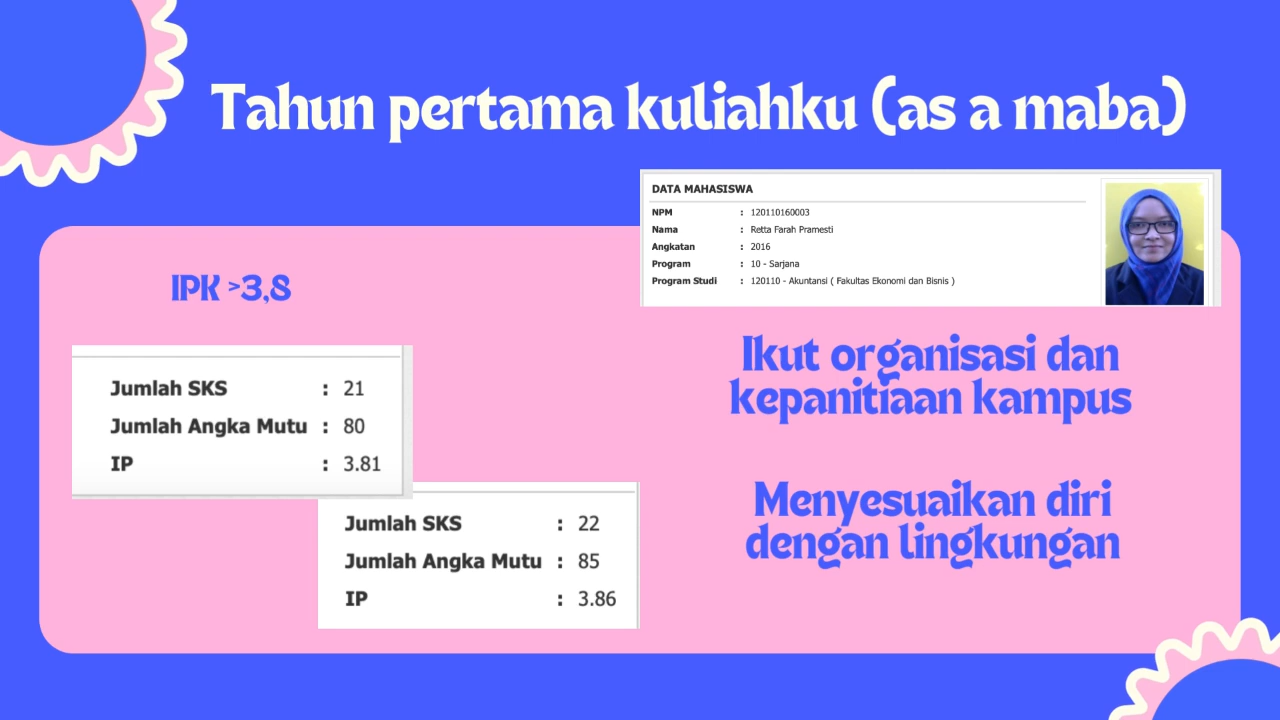 Tahun pertama kuliahku (as a maba)
DATA MAHASISWA
NPM : 120110160003
Nama : Retta Farah Pramesti
Angkatan : 2016
Program : 10 - Sarjana
Program Studi : 120110 - Akuntansi ( Fakultas Ekonomi dan Bisnis )
IPK >3,8
Jumlah SKS : 21
Jumlah Angka Mutu : 80
IP : 3.81
Jumlah SKS : 22
Jumlah Angka Mutu : 85
IP : 3.86
Ikut organisasi dan
kepanitiaan kampus
Menyesuaikan diri
dengan lingkungan